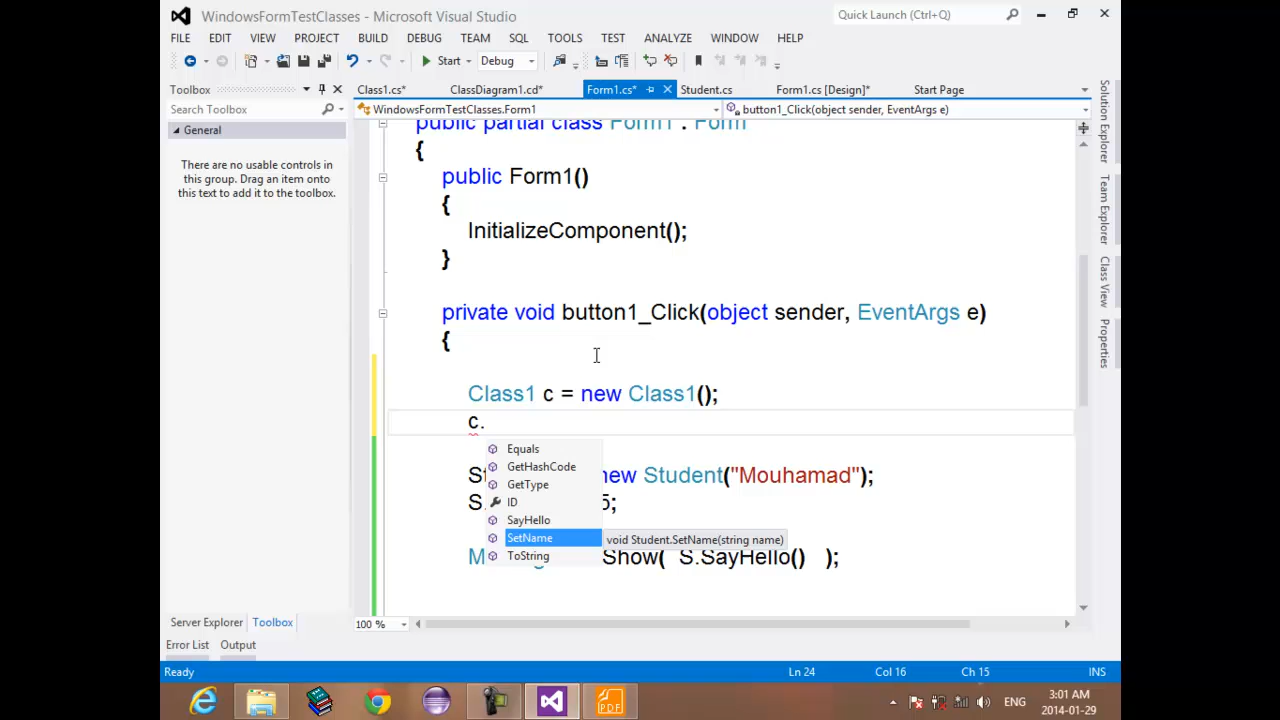 WindowsFormTestClasses - Microsoft Visual Studio
Quick Launch (Ctrl+Q)
FILE EDIT VIEW PROJECT BUILD DEBUG TEAM SQL TOOLS TEST ANALYZE WINDOW HELP
Start Debug
Toolbox
Class1.cs* ClassDiagram1.cd* Form1.cs* Student.cs Form1.cs [Design]* Start Page
Search Toolbox
WindowsFormTestClasses.Form1
button1_Click(object sender, EventArgs e)
General
There are no usable controls in
this group. Drag an item onto
this text to add it to the toolbox.
public partial class Form1 : Form
{
public Form1()
{
InitializeComponent();
}
private void button1_Click(object sender, EventArgs e)
{
Class1 c = new Class1();
c.
Equals
GetHashCode
GetType
ID
SayHello
SetName
ToString
void Student.SetName(string name)
new Student("Mouhamad");
S.
5;
Show( S.SayHello() );
Solution Explorer
Team Explorer
Class View
Properties
100 %
Server Explorer Toolbox
Error List Output
Ready
Ln 24 Col 16 Ch 15 INS
PDF
ENG
3:01 AM
2014-01-29